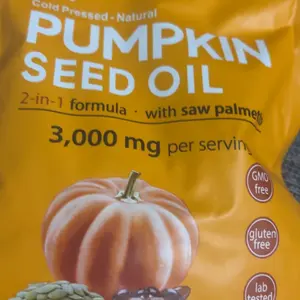 Cold Pressed - Natural
PUMPKIN
SEED OIL
2-in-1 formula · with saw palmetto
3,000 mg per serving
GMO
free
gluten
free
lab
tested